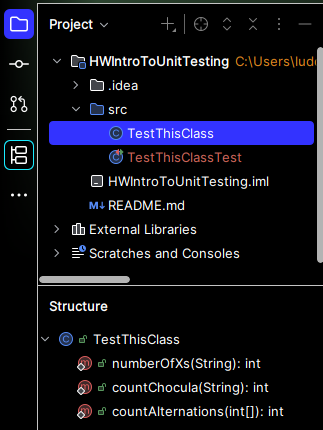 Project
HWIntroToUnitTesting C:\Users\lud
.idea
src
TestThisClass
TestThisClassTest
HWIntroToUnitTesting.iml
M↓ README.md
External Libraries
Scratches and Consoles
Structure
TestThisClass
numberOfXs(String): int
countChocula(String): int
countAlternations(int[]): int